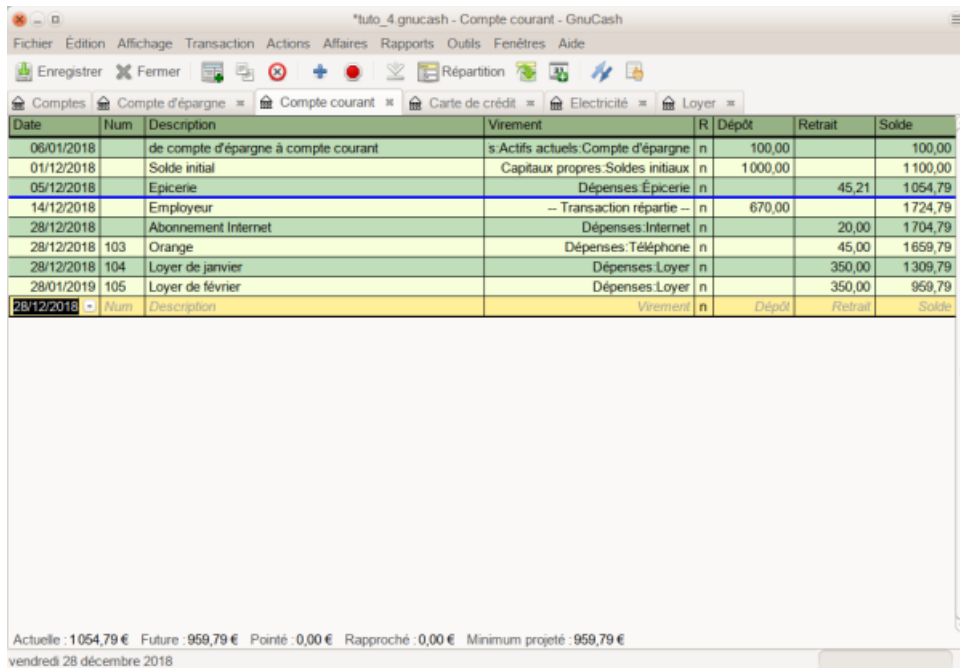 *tuto_4.gnucash - Compte courant - GnuCash
Fichier Édition Affichage Transaction Actions Affaires Rapports Outils Fenêtres Aide
Enregistrer Fermer Répartition
Comptes Compte d'épargne Compte courant Carte de crédit Electricité Loyer
Date Num Description Virement R Dépôt Retrait Solde
06/01/2018 de compte d'épargne à compte courant s:Actifs actuels:Compte d'épargne n 100,00 100,00
01/12/2018 Solde initial Capitaux propres:Soldes initiaux n 1000,00 1100,00
05/12/2018 Epicerie Dépenses:Épicerie n 45,21 1054,79
14/12/2018 Employeur -- Transaction répartie -- n 670,00 1724,79
28/12/2018 Abonnement Internet Dépenses:Internet n 20,00 1704,79
28/12/2018 103 Orange Dépenses:Téléphone n 45,00 1659,79
28/12/2018 104 Loyer de janvier Dépenses:Loyer n 350,00 1309,79
28/01/2019 105 Loyer de février Dépenses:Loyer n 350,00 959,79
28/12/2018 Num Description Virement n Dépôt Retrait Solde
Actuelle : 1054,79 € Future : 959,79 € Pointé : 0,00 € Rapproché : 0,00 € Minimum projeté : 959,79 €
vendredi 28 décembre 2018